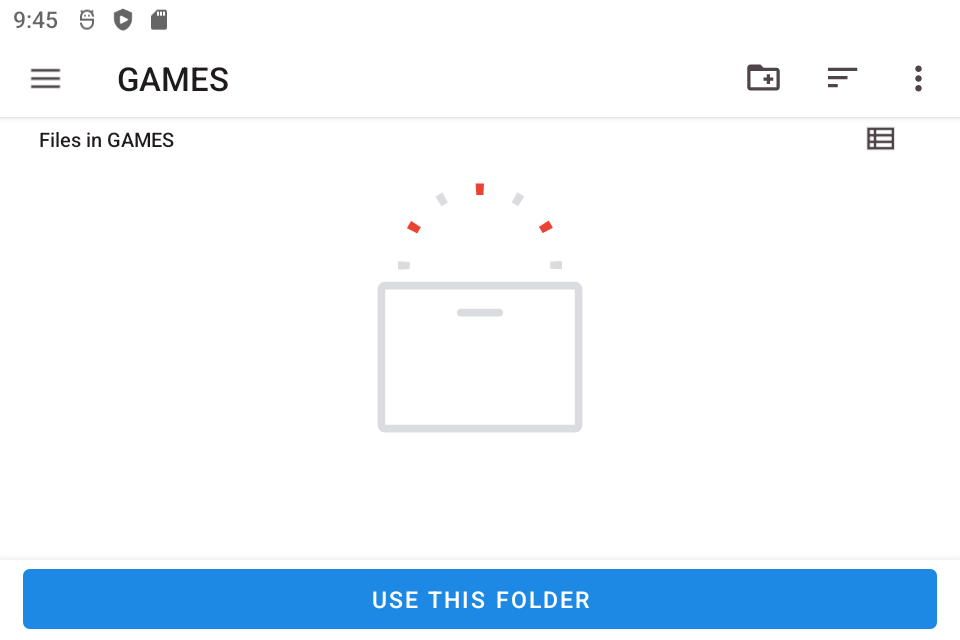 9:45
GAMES
Files in GAMES
USE THIS FOLDER